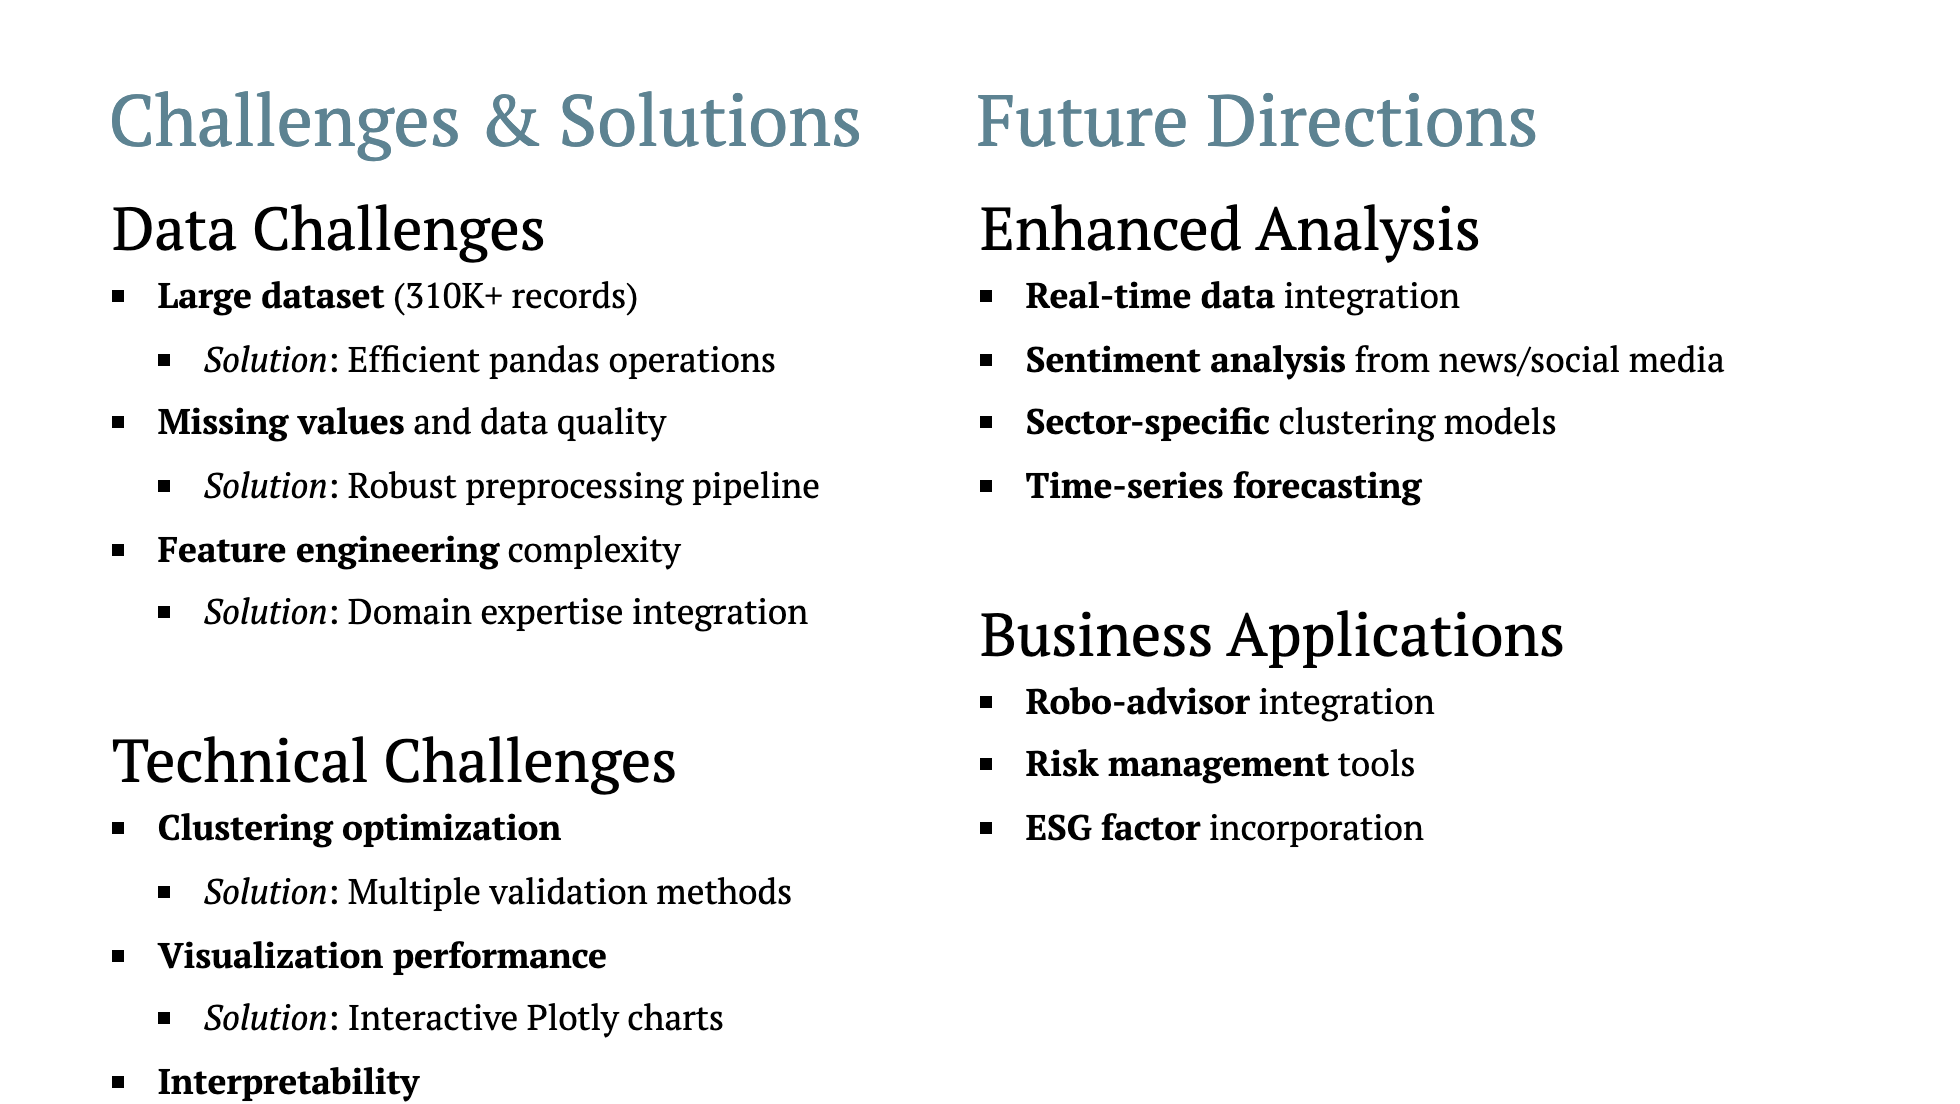 Challenges & Solutions
Data Challenges
▪ Large dataset (310K+ records)
▪ Solution: Efficient pandas operations
▪ Missing values and data quality
▪ Solution: Robust preprocessing pipeline
▪ Feature engineering complexity
▪ Solution: Domain expertise integration
Technical Challenges
▪ Clustering optimization
▪ Solution: Multiple validation methods
▪ Visualization performance
▪ Solution: Interactive Plotly charts
▪ Interpretability
Future Directions
Enhanced Analysis
▪ Real-time data integration
▪ Sentiment analysis from news/social media
▪ Sector-specific clustering models
▪ Time-series forecasting
Business Applications
▪ Robo-advisor integration
▪ Risk management tools
▪ ESG factor incorporation